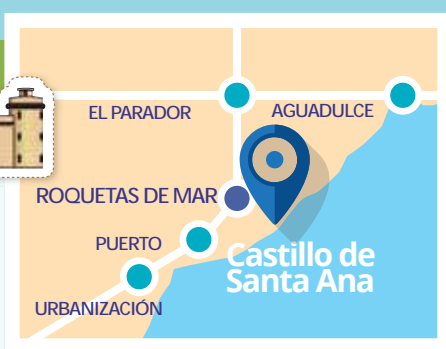 EL PARADOR
AGUADULCE
ROQUETAS DE MAR
PUERTO
Castillo de
Santa Ana
URBANIZACIÓN